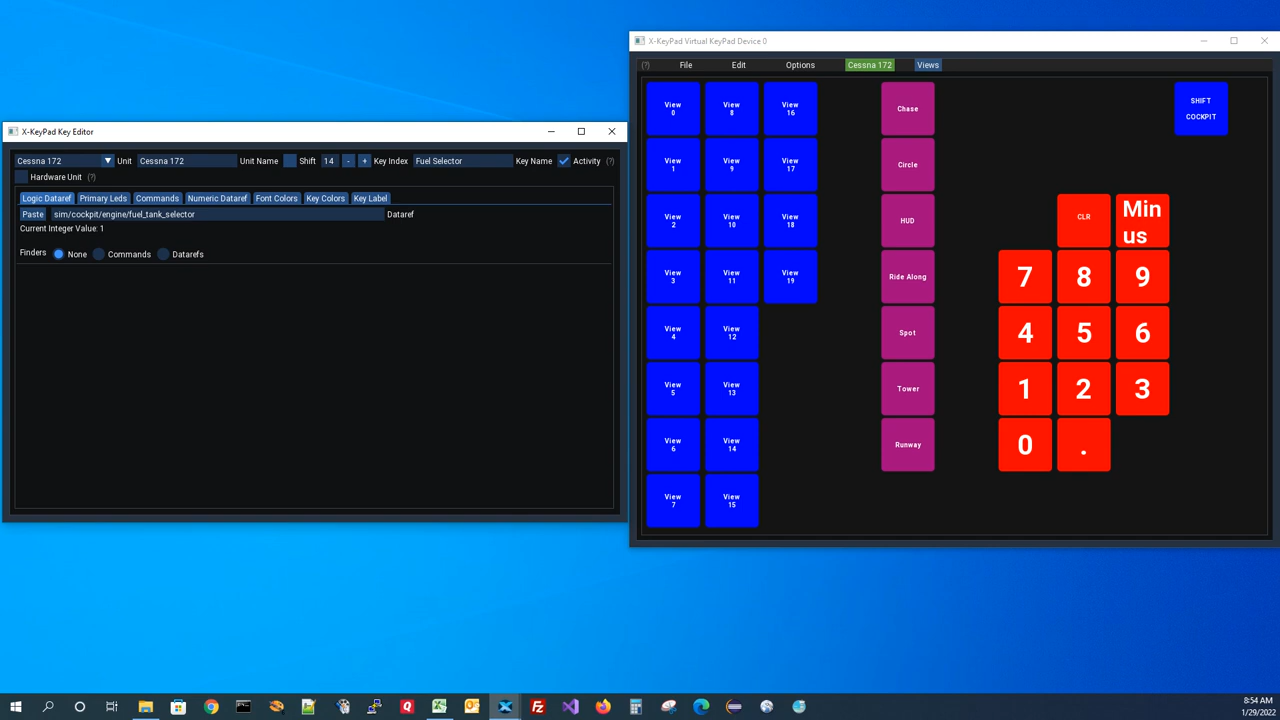 X-KeyPad Virtual KeyPad Device 0
(?) File Edit Options Cessna 172 Views
View 0
View 8
View 16
Chase
SHIFT COCKPIT
X-KeyPad Key Editor
View 1
View 9
View 17
Circle
Cessna 172 Unit Cessna 172 Unit Name Shift 14 - + Key Index Fuel Selector Key Name Activity (?)
Hardware Unit (?)
Logic Dataref Primary Leds Commands Numeric Dataref Font Colors Key Colors Key Label
Paste sim/cockpit/engine/fuel_tank_selector Dataref
Current Integer Value: 1
Finders None Commands Datarefs
View 2
View 10
View 18
HUD
CLR
Min
us
View 3
View 11
View 19
Ride Along
7 8 9
View 4
View 12
Spot
4 5 6
View 5
View 13
Tower
1 2 3
View 6
View 14
Runway
0 .
View 7
View 15
8:54 AM
1/29/2022